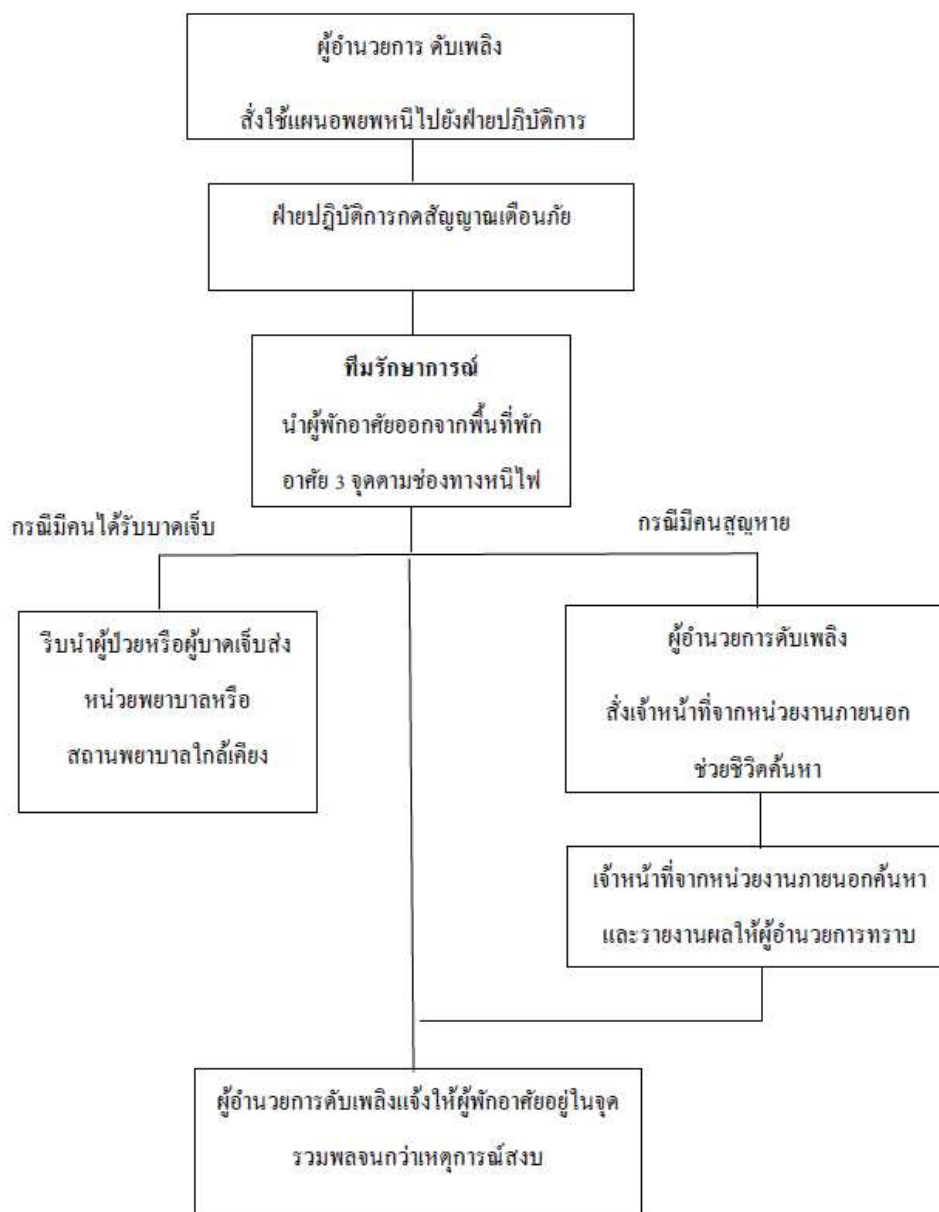 ผู้อำนวยการ ดับเพลิง
สั่งใช้แผนอพยพหนีไปยังฝ่ายปฏิบัติการ
ฝ่ายปฏิบัติการกดสัญญาณเตือนภัย
ทีมรักษาการณ์
นำผู้พักอาศัยออกจากพื้นที่พัก
อาศัย 3 จุดตามช่องทางหนีไฟ
กรณีมีคนได้รับบาดเจ็บ
กรณีมีคนสูญหาย
รีบนำผู้ป่วยหรือผู้บาดเจ็บส่ง
หน่วยพยาบาลหรือ
สถานพยาบาลใกล้เคียง
ผู้อำนวยการดับเพลิง
สั่งเจ้าหน้าที่จากหน่วยงานภายนอก
ช่วยชีวิตค้นหา
เจ้าหน้าที่จากหน่วยงานภายนอกค้นหา
และรายงานผลให้ผู้อำนวยการทราบ
ผู้อำนวยการดับเพลิงแจ้งให้ผู้พักอาศัยอยู่ในจุด
รวมพลจนกว่าเหตุการณ์สงบ